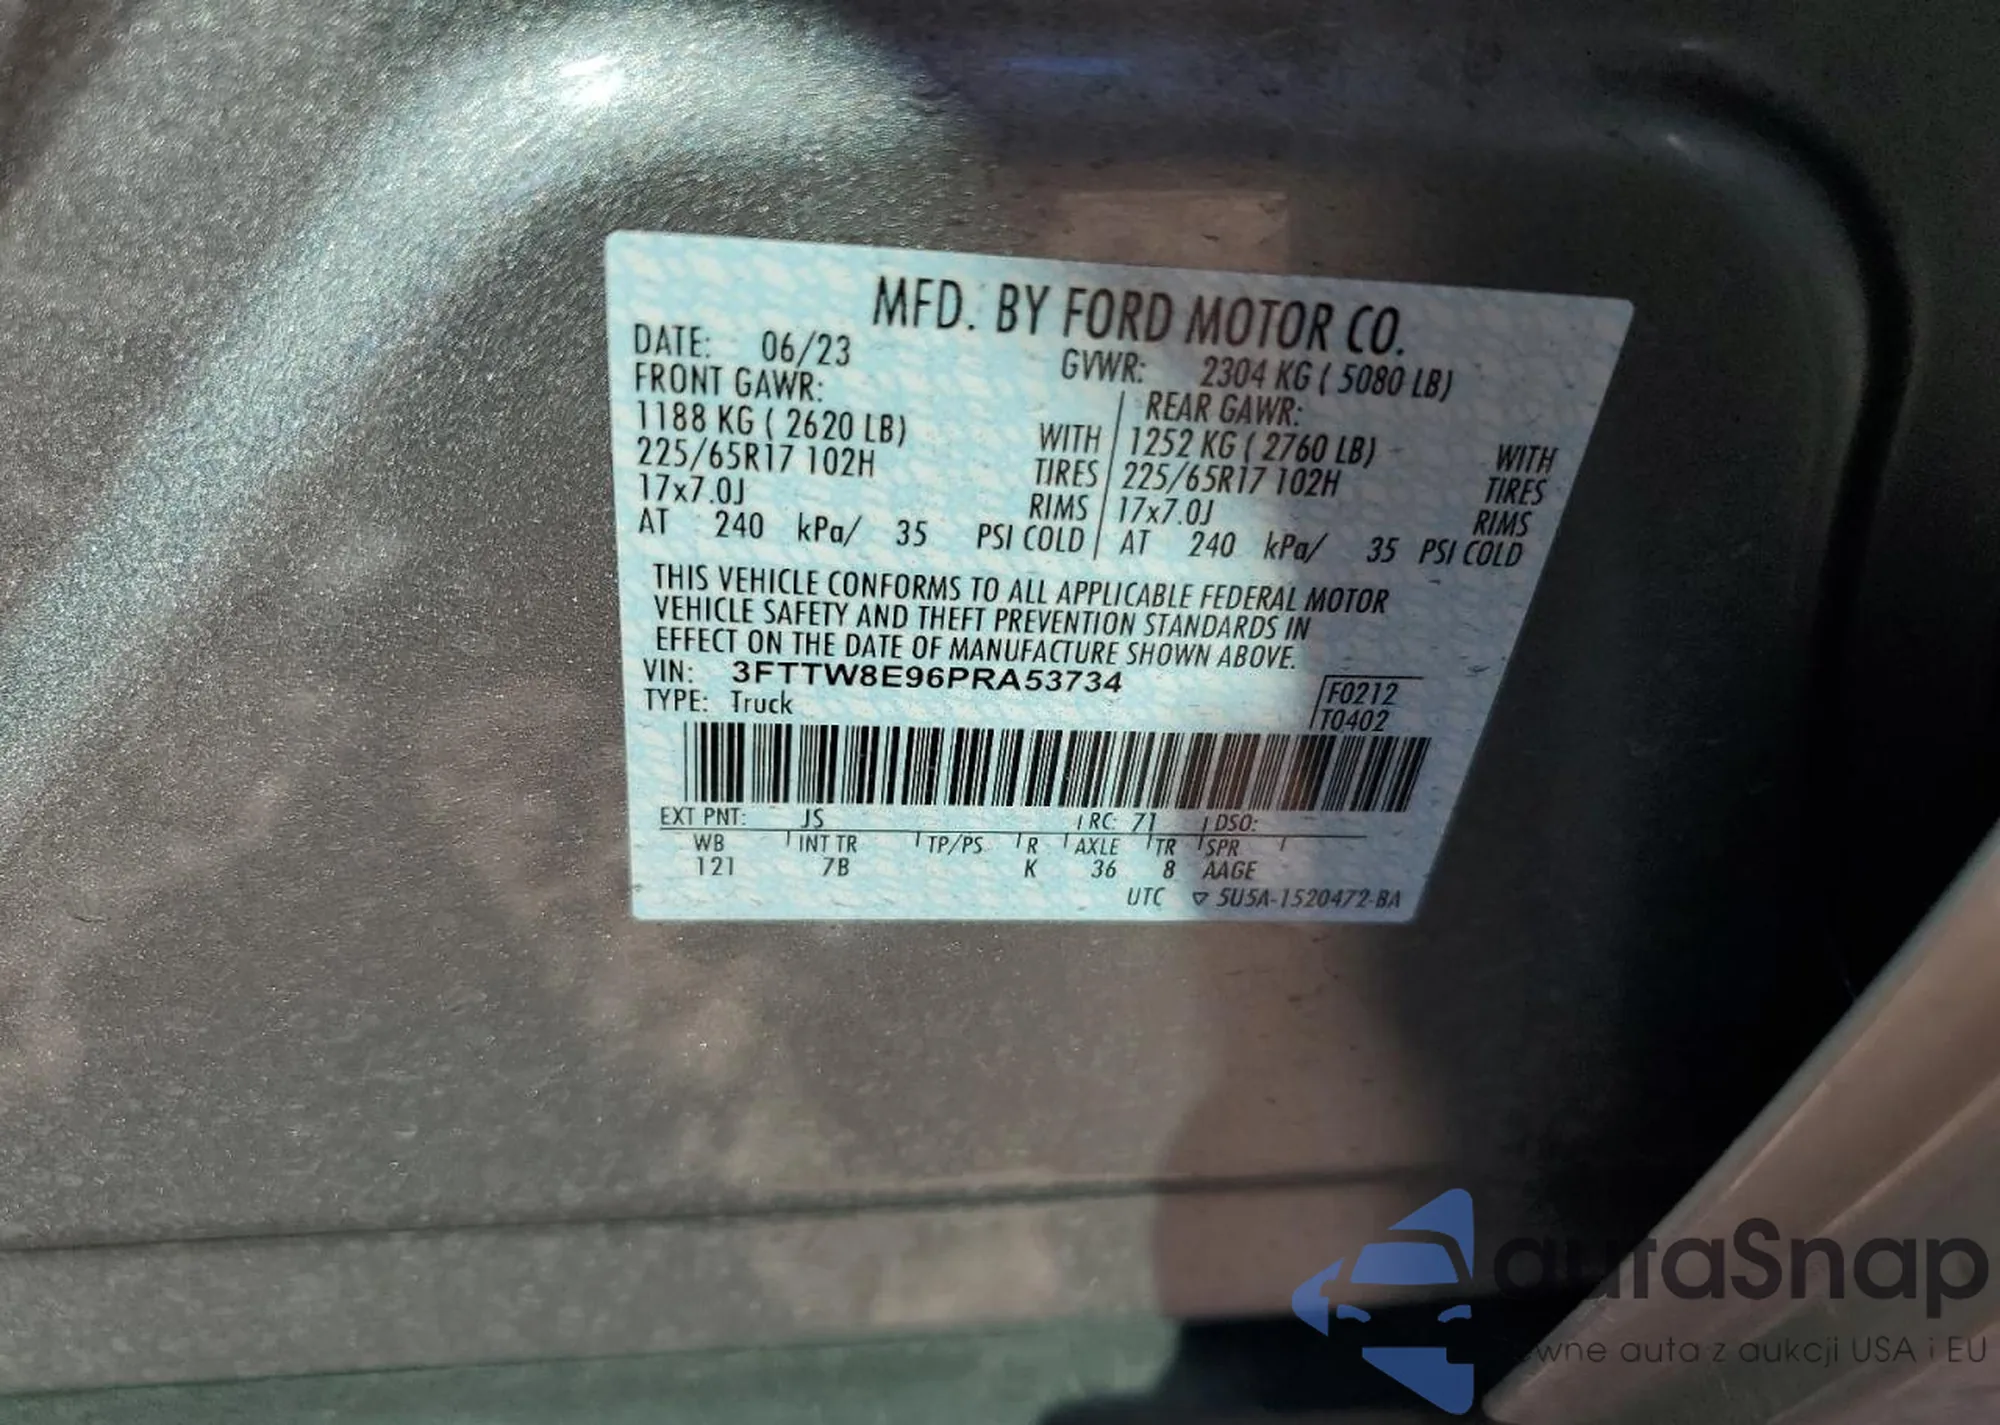 MFD. BY FORD MOTOR CO.
DATE: 06/23 GVWR: 2304 KG ( 5080 LB)
FRONT GAWR: REAR GAWR:
1188 KG ( 2620 LB) WITH 1252 KG ( 2760 LB) WITH
225/65R17 102H TIRES 225/65R17 102H TIRES
17x7.0J RIMS 17x7.0J RIMS
AT 240 kPa/ 35 PSI COLD AT 240 kPa/ 35 PSI COLD
THIS VEHICLE CONFORMS TO ALL APPLICABLE FEDERAL MOTOR
VEHICLE SAFETY AND THEFT PREVENTION STANDARDS IN
EFFECT ON THE DATE OF MANUFACTURE SHOWN ABOVE.
VIN: 3FTTW8E96PRA53734
TYPE: Truck
F0212
T0402
EXT PNT: JS RC: 71 DSO:
WB INT TR TP/PS R AXLE TR SPR
121 7B K 36 8 AAGE
UTC ▽ 5U5A-1520472-BA
autaSnap
auta z aukcji USA i EU